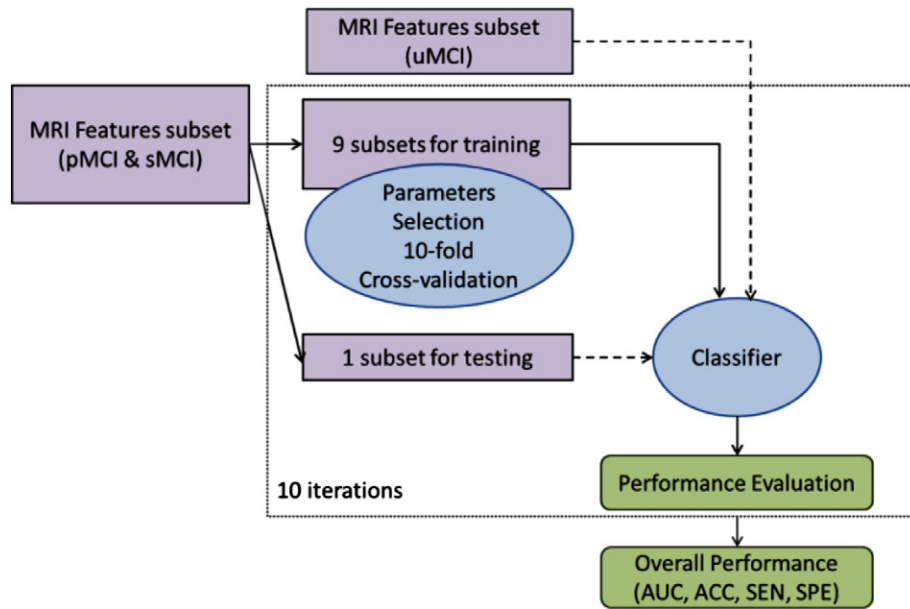 MRI Features subset
(uMCI)
MRI Features subset
(pMCI & sMCI)
9 subsets for training
Parameters
Selection
10-fold
Cross-validation
1 subset for testing
Classifier
Performance Evaluation
10 iterations
Overall Performance
(AUC, ACC, SEN, SPE)